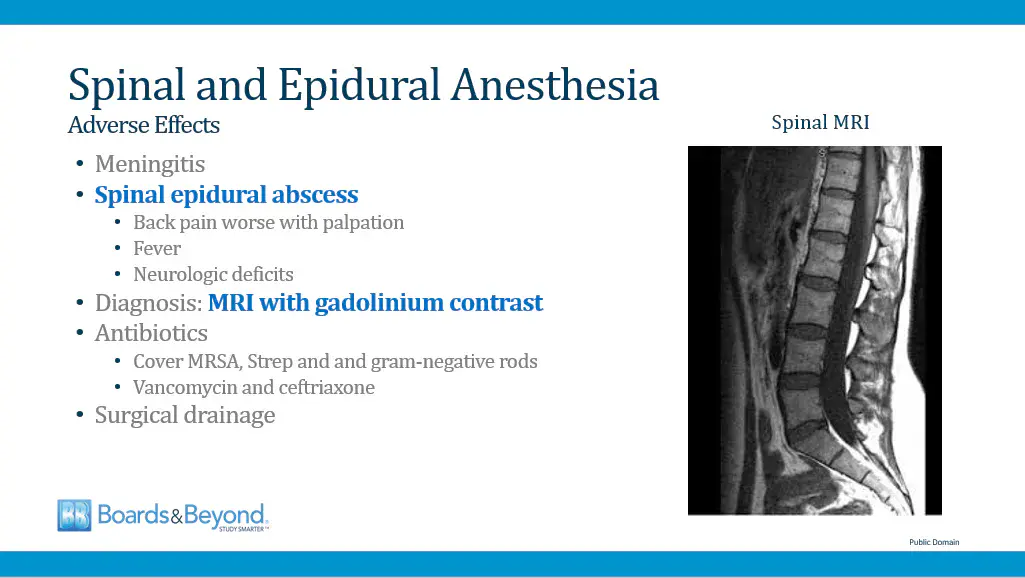 Spinal and Epidural Anesthesia
Adverse Effects
• Meningitis
• Spinal epidural abscess
• Back pain worse with palpation
• Fever
• Neurologic deficits
• Diagnosis: MRI with gadolinium contrast
• Antibiotics
• Cover MRSA, Strep and and gram-negative rods
• Vancomycin and ceftriaxone
• Surgical drainage
Spinal MRI
BB Boards&Beyond®
STUDY SMARTER™
Public Domain